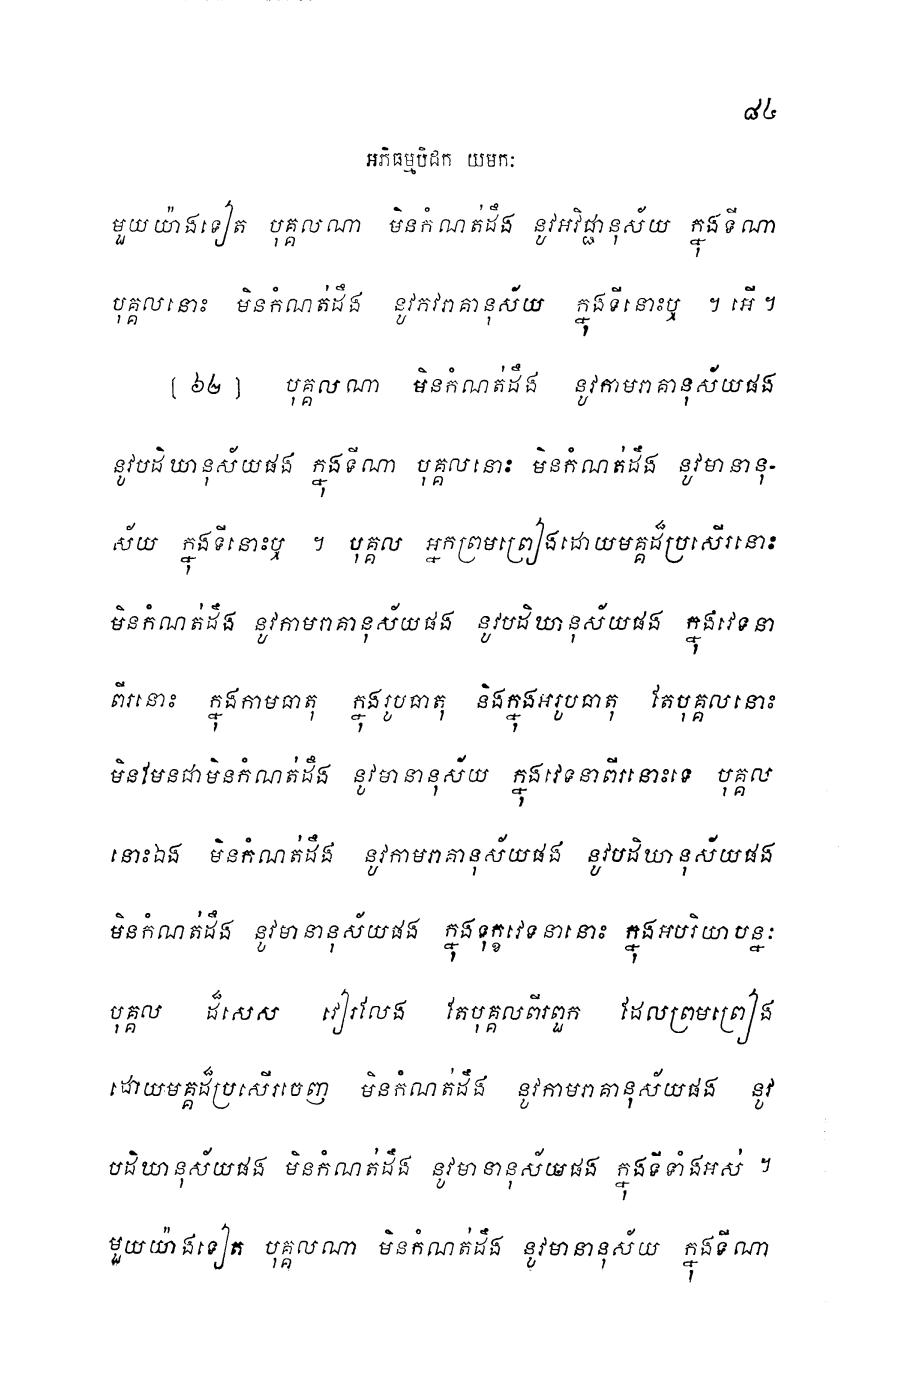 ៨៤
អភិធម្មបិដក យមកៈ
មួយយ៉ាងទៀត បុគ្គលណា មិនកំណត់ដឹង នូវអវិជ្ជានុស័យ ក្នុងទីណា
បុគ្គលនោះ មិនកំណត់ដឹង នូវភវរាគានុស័យ ក្នុងទីនោះឬ ។ អើ ។
[ ៦៤ ] បុគ្គលណា មិនកំណត់ដឹង នូវកាមរាគានុស័យផង
នូវបដិឃានុស័យផង ក្នុងទីណា បុគ្គលនោះ មិនកំណត់ដឹង នូវមានានុ-
ស័យ ក្នុងទីនោះឬ ។ បុគ្គល អ្នកព្រមព្រៀងដោយមគ្គដ៏ប្រសើរនោះ
មិនកំណត់ដឹង នូវកាមរាគានុស័យផង នូវបដិឃានុស័យផង ក្នុងវេទនា
ពីរនោះ ក្នុងកាមធាតុ ក្នុងរូបធាតុ និងក្នុងអរូបធាតុ តែបុគ្គលនោះ
មិនមែនជាមិនកំណត់ដឹង នូវមានានុស័យ ក្នុងវេទនាពីរនោះទេ បុគ្គល
នោះឯង មិនកំណត់ដឹង នូវកាមរាគានុស័យផង នូវបដិឃានុស័យផង
មិនកំណត់ដឹង នូវមានានុស័យផង ក្នុងទុក្ខវេទនានោះ ក្នុងអបរិយាបន្នៈ
បុគ្គល ដ៏សេស វៀរលែង តែបុគ្គលពីរពួក ដែលព្រមព្រៀង
ដោយមគ្គដ៏ប្រសើរចេញ មិនកំណត់ដឹង នូវកាមរាគានុស័យផង នូវ
បដិឃានុស័យផង មិនកំណត់ដឹង នូវមានានុស័យផង ក្នុងទីទាំងអស់ ។
មួយយ៉ាងទៀត បុគ្គលណា មិនកំណត់ដឹង នូវមានានុស័យ ក្នុងទីណា